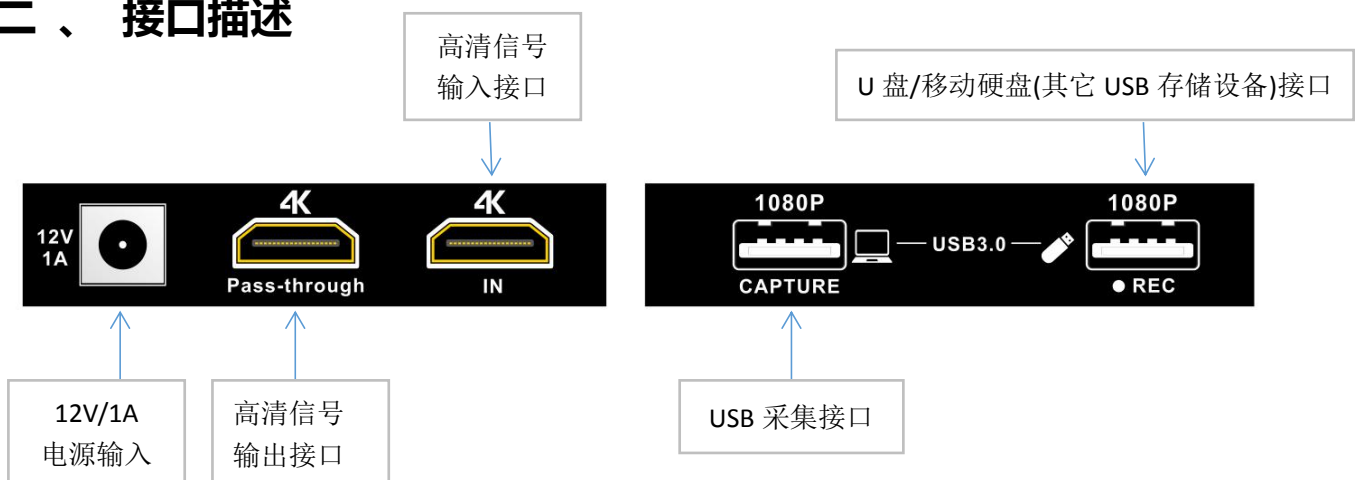 二 、 接口描述
高清信号
输入接口
U 盘/移动硬盘(其它 USB 存储设备)接口
12V
1A
4K
Pass-through
4K
IN
1080P
CAPTURE
USB3.0
1080P
REC
12V/1A
电源输入
高清信号
输出接口
USB 采集接口